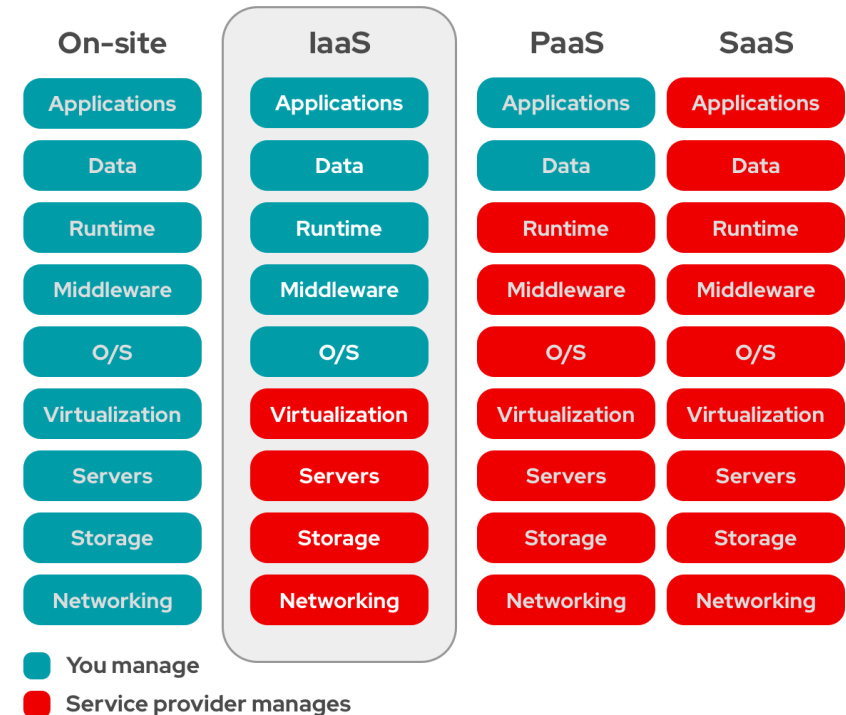 On-site IaaS PaaS SaaS
Applications Applications Applications Applications
Data Data Data Data
Runtime Runtime Runtime Runtime
Middleware Middleware Middleware Middleware
O/S O/S O/S O/S
Virtualization Virtualization Virtualization Virtualization
Servers Servers Servers Servers
Storage Storage Storage Storage
Networking Networking Networking Networking
You manage
Service provider manages